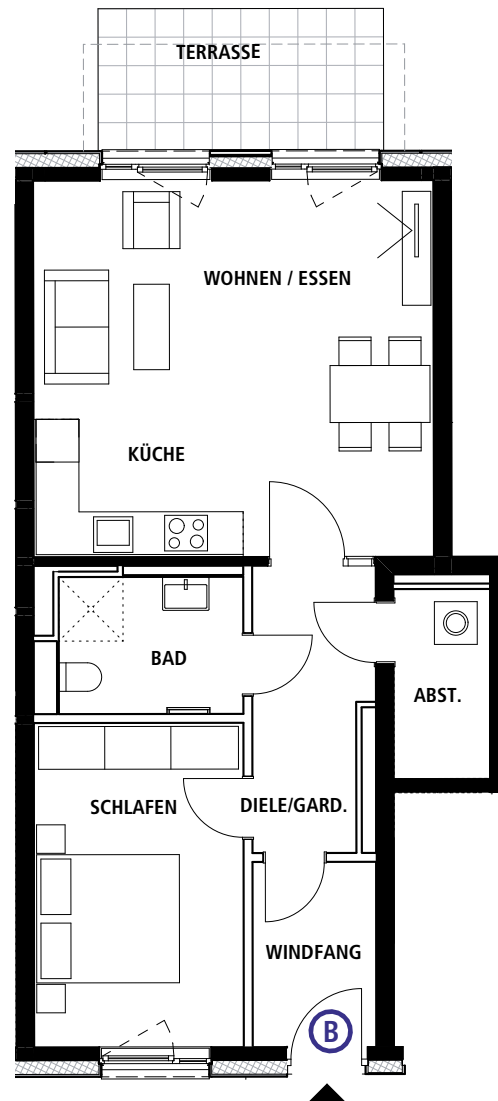 TERRASSE
WOHNEN / ESSEN
KÜCHE
BAD
ABST.
SCHLAFEN
DIELE/GARD.
WINDFANG
B